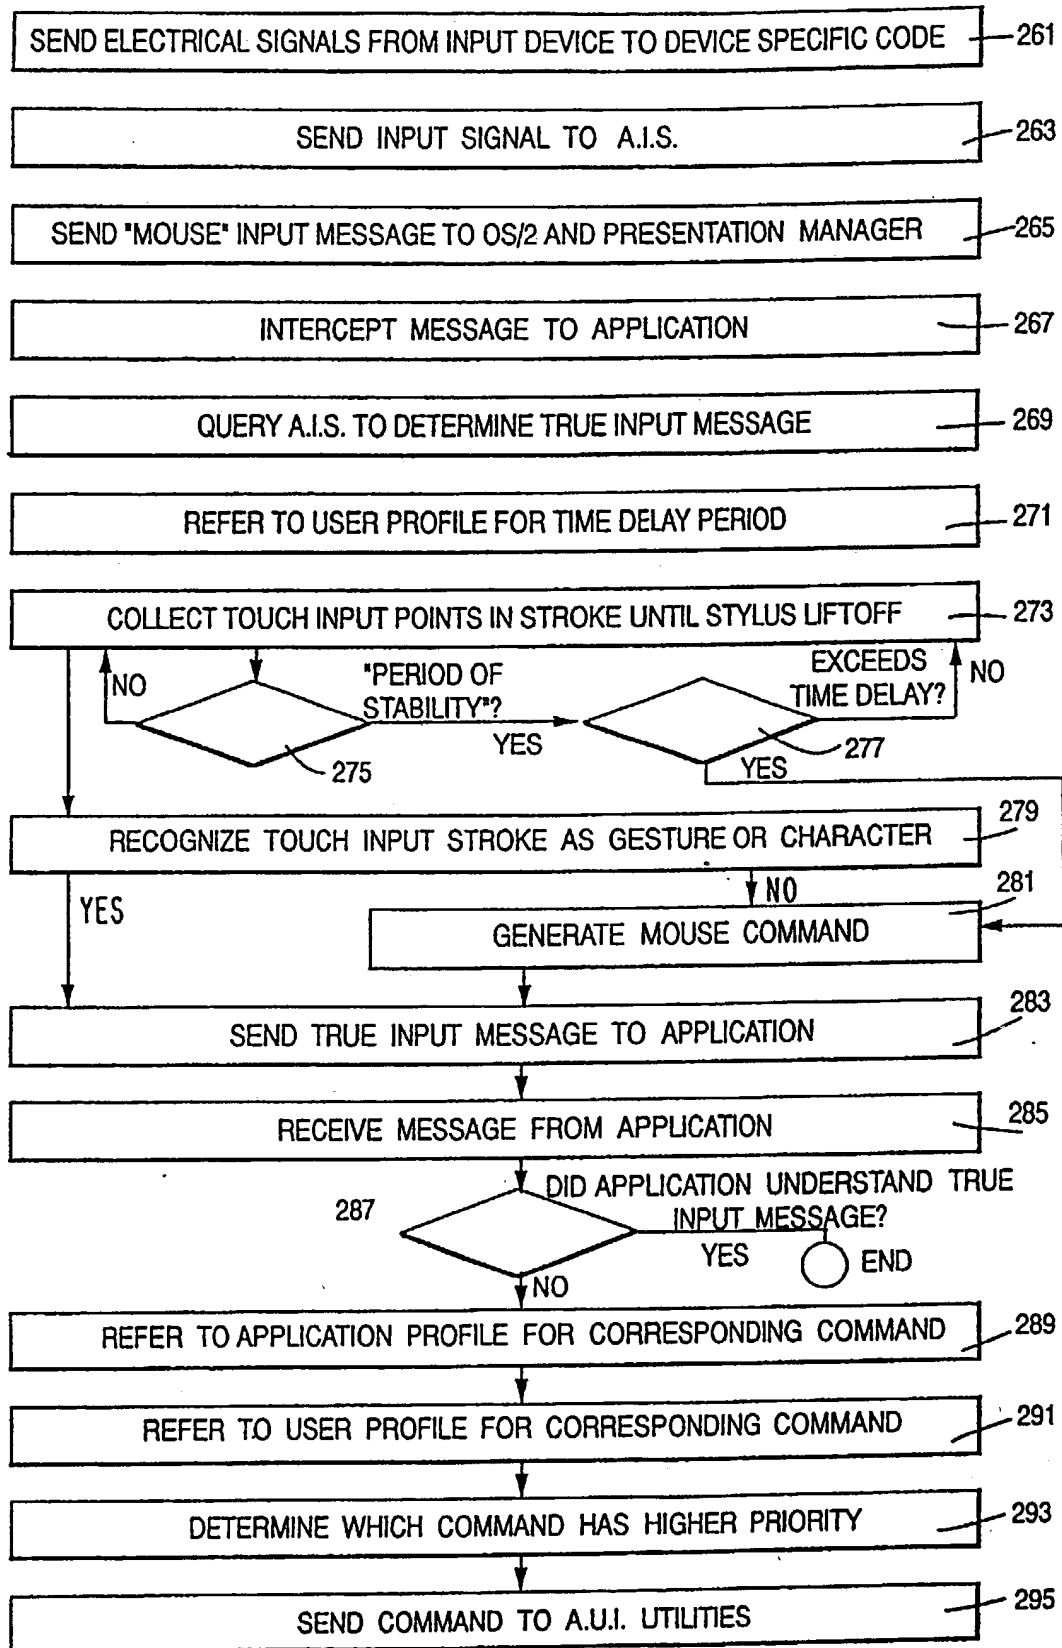 SEND ELECTRICAL SIGNALS FROM INPUT DEVICE TO DEVICE SPECIFIC CODE 261
SEND INPUT SIGNAL TO A.I.S. 263
SEND "MOUSE" INPUT MESSAGE TO OS/2 AND PRESENTATION MANAGER 265
INTERCEPT MESSAGE TO APPLICATION 267
QUERY A.I.S. TO DETERMINE TRUE INPUT MESSAGE 269
REFER TO USER PROFILE FOR TIME DELAY PERIOD 271
COLLECT TOUCH INPUT POINTS IN STROKE UNTIL STYLUS LIFTOFF 273
NO
"PERIOD OF
STABILITY"?
YES
275
EXCEEDS
TIME DELAY?
NO
277
YES
RECOGNIZE TOUCH INPUT STROKE AS GESTURE OR CHARACTER 279
YES
NO
GENERATE MOUSE COMMAND 281
SEND TRUE INPUT MESSAGE TO APPLICATION 283
RECEIVE MESSAGE FROM APPLICATION 285
287
DID APPLICATION UNDERSTAND TRUE
INPUT MESSAGE?
YES
END
NO
REFER TO APPLICATION PROFILE FOR CORRESPONDING COMMAND 289
REFER TO USER PROFILE FOR CORRESPONDING COMMAND 291
DETERMINE WHICH COMMAND HAS HIGHER PRIORITY 293
SEND COMMAND TO A.U.I. UTILITIES 295